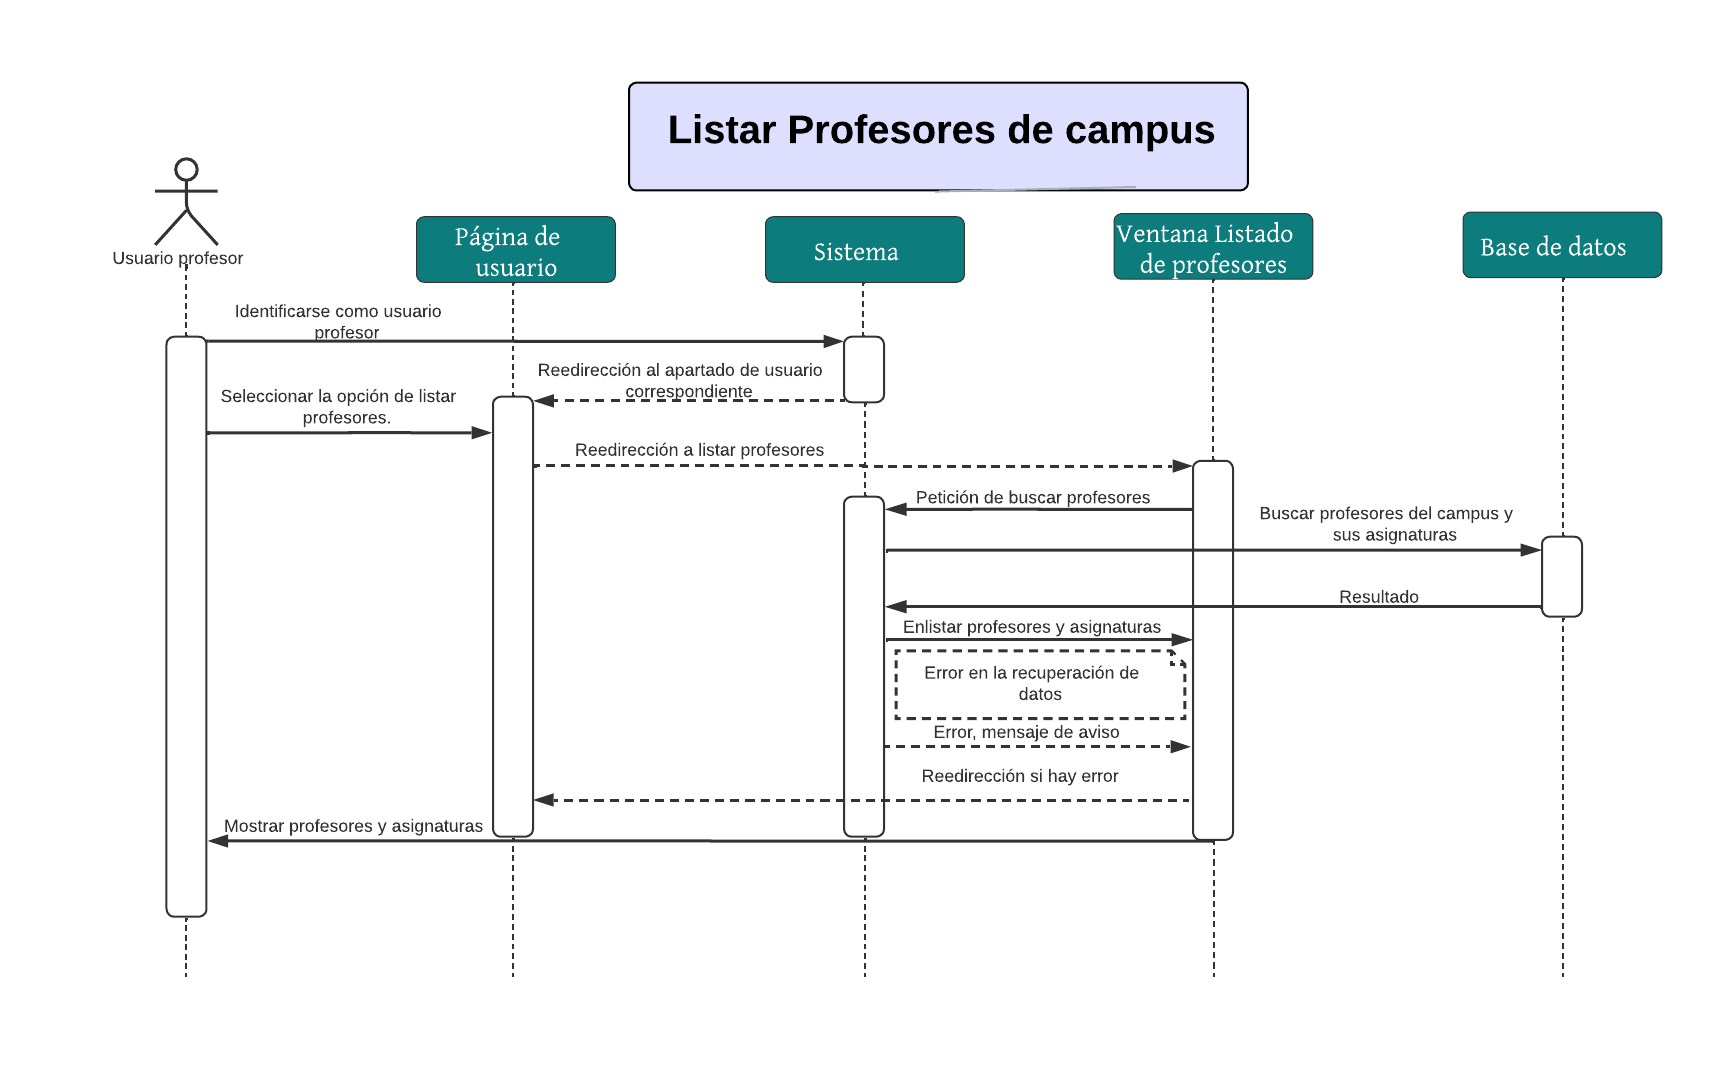 Listar Profesores de campus
Usuario profesor
Página de
usuario
Sistema
Ventana Listado
de profesores
Base de datos
Identificarse como usuario
profesor
Reedirección al apartado de usuario
correspondiente
Seleccionar la opción de listar
profesores.
Reedirección a listar profesores
Petición de buscar profesores
Buscar profesores del campus y
sus asignaturas
Resultado
Enlistar profesores y asignaturas
Error en la recuperación de
datos
Error, mensaje de aviso
Reedirección si hay error
Mostrar profesores y asignaturas